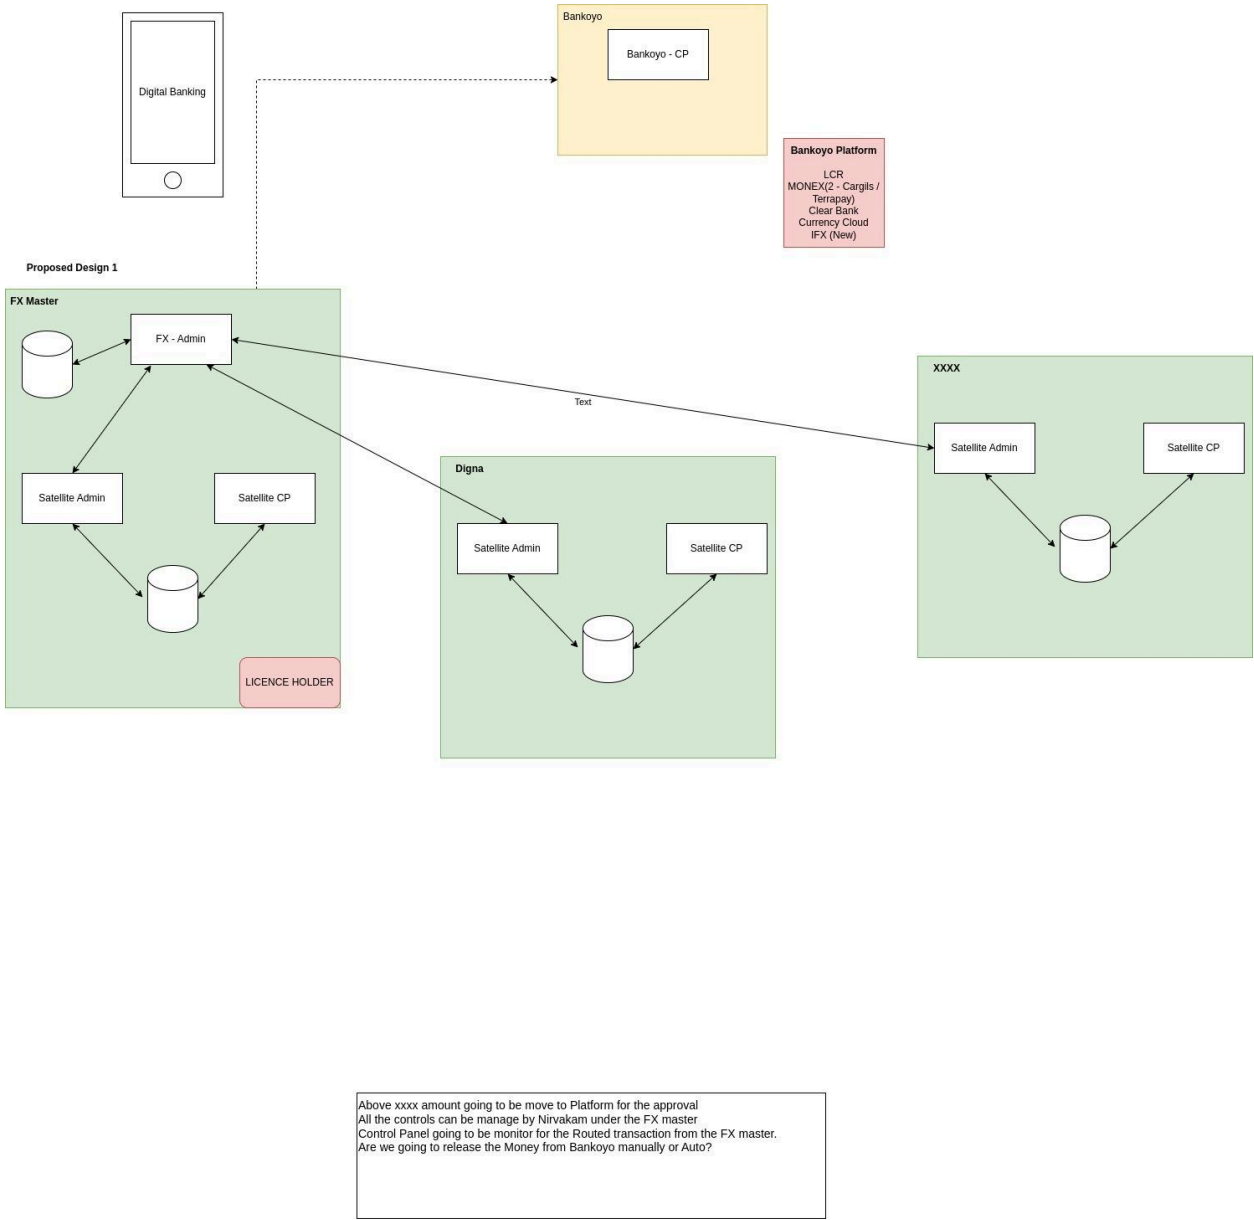 Bankoyo
Bankoyo - CP
Digital Banking
Bankoyo Platform
LCR
MONEX(2 - Cargils /
Terrapay)
Clear Bank
Currency Cloud
IFX (New)
Proposed Design 1
FX Master
FX - Admin
Satellite Admin
Satellite CP
LICENCE HOLDER
Text
Digna
Satellite Admin
Satellite CP
XXXX
Satellite Admin
Satellite CP
Above xxxx amount going to be move to Platform for the approval
All the controls can be manage by Nirvakam under the FX master
Control Panel going to be monitor for the Routed transaction from the FX master.
Are we going to release the Money from Bankoyo manually or Auto?